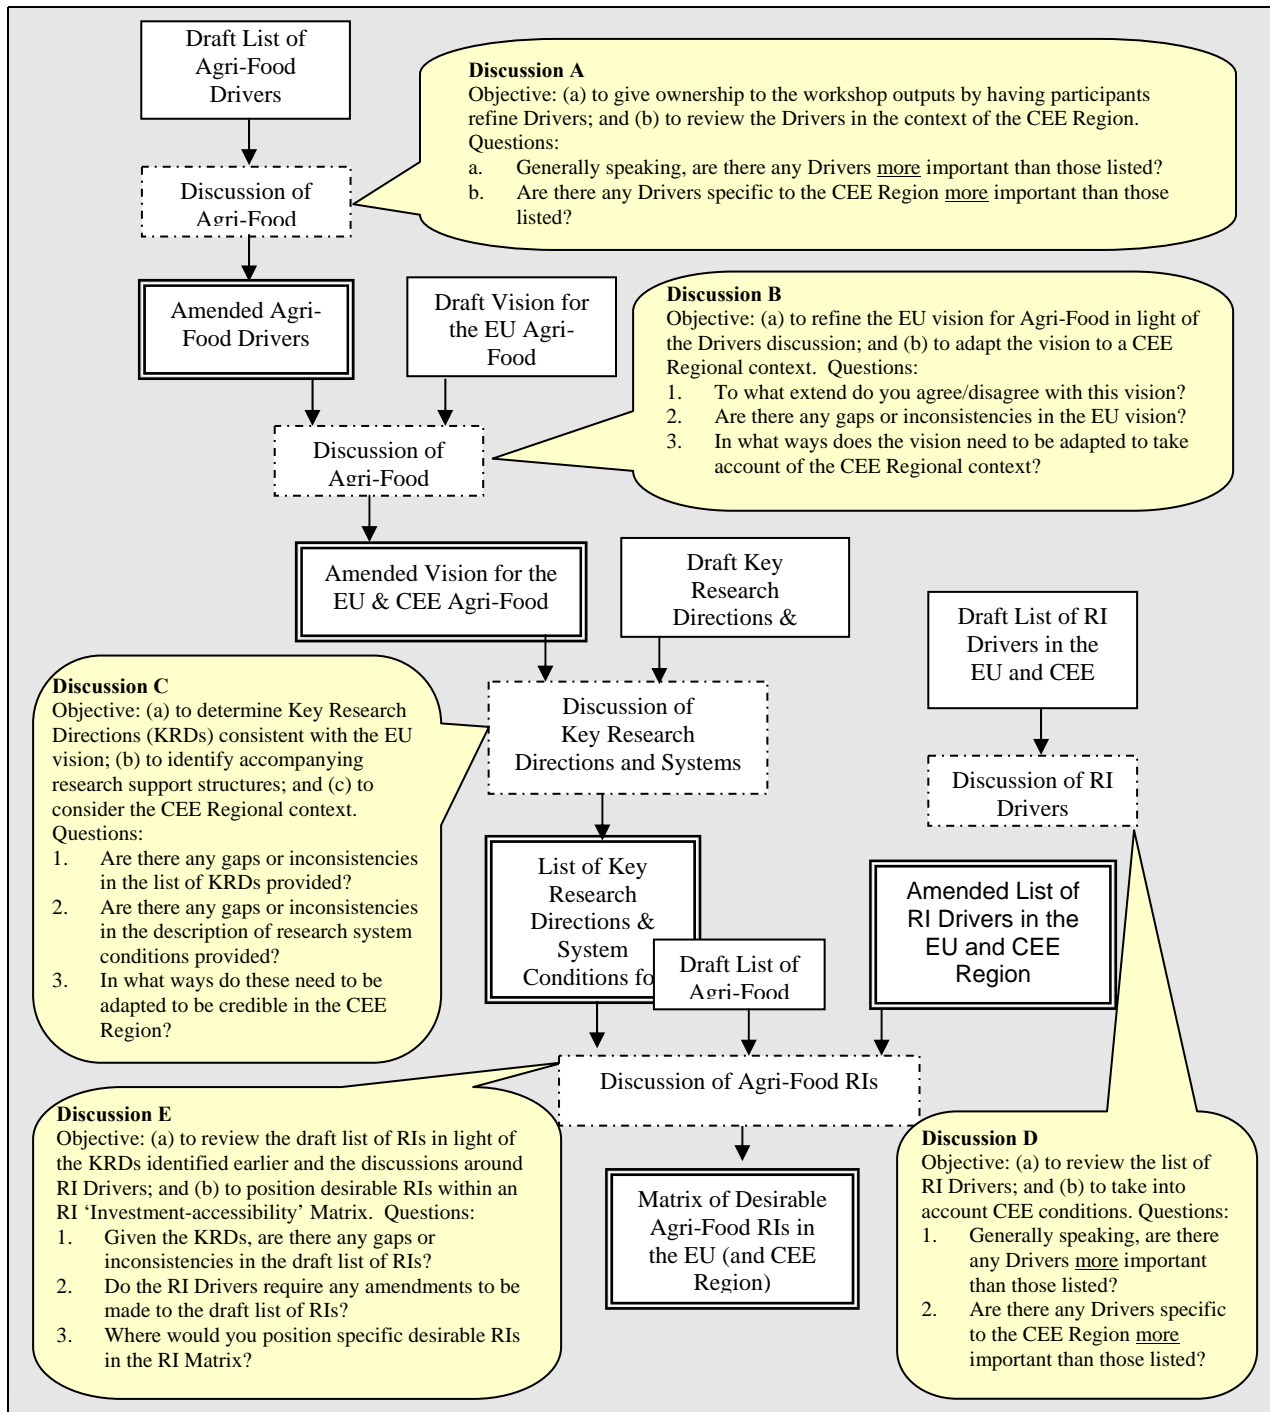 Draft List of
Agri-Food
Drivers
Discussion A
Objective: (a) to give ownership to the workshop outputs by having participants
refine Drivers; and (b) to review the Drivers in the context of the CEE Region.
Questions:
a. Generally speaking, are there any Drivers more important than those listed?
b. Are there any Drivers specific to the CEE Region more important than those
listed?
Discussion of
Agri-Food
Amended Agri-
Food Drivers
Draft Vision for
the EU Agri-
Food
Discussion B
Objective: (a) to refine the EU vision for Agri-Food in light of
the Drivers discussion; and (b) to adapt the vision to a CEE
Regional context. Questions:
1. To what extend do you agree/disagree with this vision?
2. Are there any gaps or inconsistencies in the EU vision?
3. In what ways does the vision need to be adapted to take
account of the CEE Regional context?
Discussion of
Agri-Food
Amended Vision for the
EU & CEE Agri-Food
Draft Key
Research
Directions &
Draft List of RI
Drivers in the
EU and CEE
Discussion C
Objective: (a) to determine Key Research
Directions (KRDs) consistent with the EU
vision; (b) to identify accompanying
research support structures; and (c) to
consider the CEE Regional context.
Questions:
1. Are there any gaps or inconsistencies
in the list of KRDs provided?
2. Are there any gaps or inconsistencies
in the description of research system
conditions provided?
3. In what ways do these need to be
adapted to be credible in the CEE
Region?
Discussion of
Key Research
Directions and Systems
Discussion of RI
Drivers
List of Key
Research
Directions &
System
Conditions fo
Draft List of
Agri-Food
Amended List of
RI Drivers in the
EU and CEE
Region
Discussion of Agri-Food RIs
Discussion E
Objective: (a) to review the draft list of RIs in light of
the KRDs identified earlier and the discussions around
RI Drivers; and (b) to position desirable RIs within an
RI ‘Investment-accessibility’ Matrix. Questions:
1. Given the KRDs, are there any gaps or
inconsistencies in the draft list of RIs?
2. Do the RI Drivers require any amendments to be
made to the draft list of RIs?
3. Where would you position specific desirable RIs
in the RI Matrix?
Matrix of Desirable
Agri-Food RIs in
the EU (and CEE
Region)
Discussion D
Objective: (a) to review the list of
RI Drivers; and (b) to take into
account CEE conditions. Questions:
1. Generally speaking, are there
any Drivers more important
than those listed?
2. Are there any Drivers specific
to the CEE Region more
important than those listed?